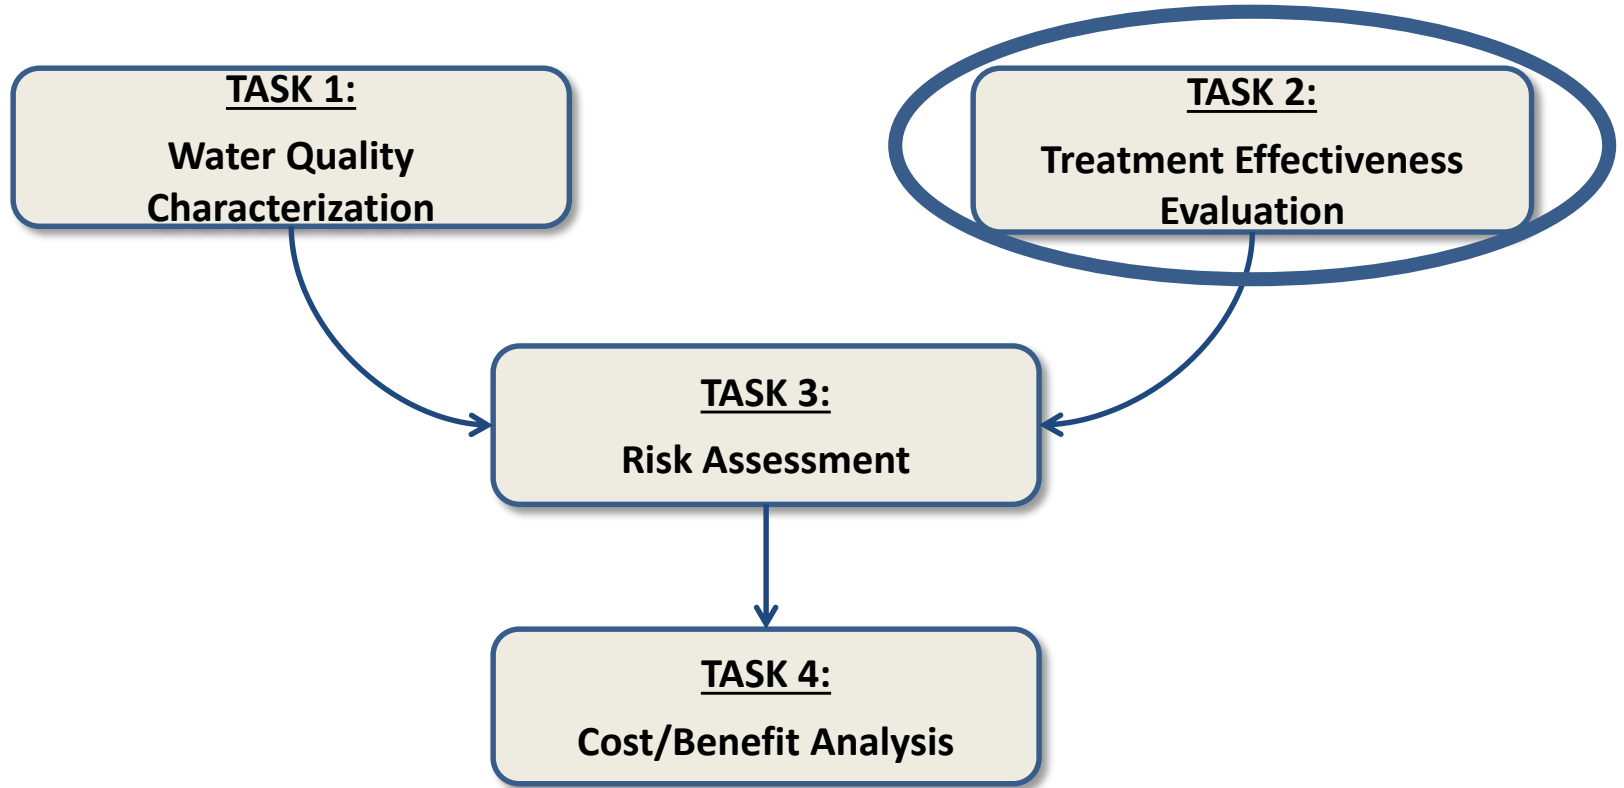 TASK 1:
Water Quality
Characterization
TASK 2:
Treatment Effectiveness
Evaluation
TASK 3:
Risk Assessment
TASK 4:
Cost/Benefit Analysis